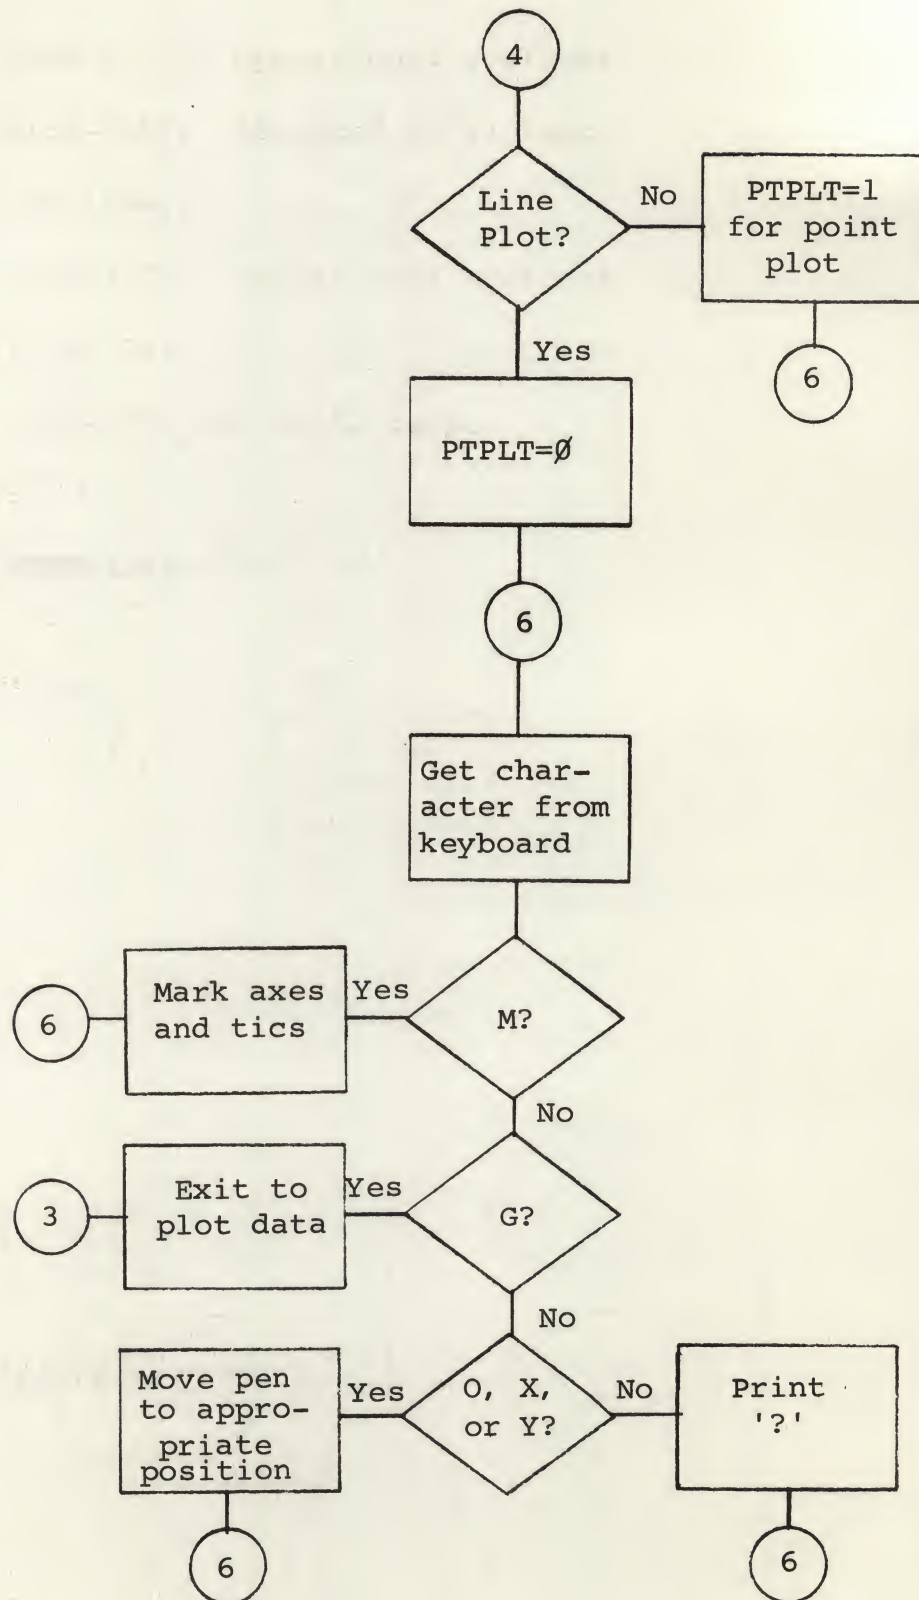 4
Line
Plot?
No
PTPLT=1
for point
plot
6
Yes
PTPLT=Ø
6
Get char-
acter from
keyboard
M?
Yes
Mark axes
and tics
6
No
G?
Yes
Exit to
plot data
3
No
O, X,
or Y?
Yes
Move pen
to appro-
priate
position
6
No
Print
'?'
6